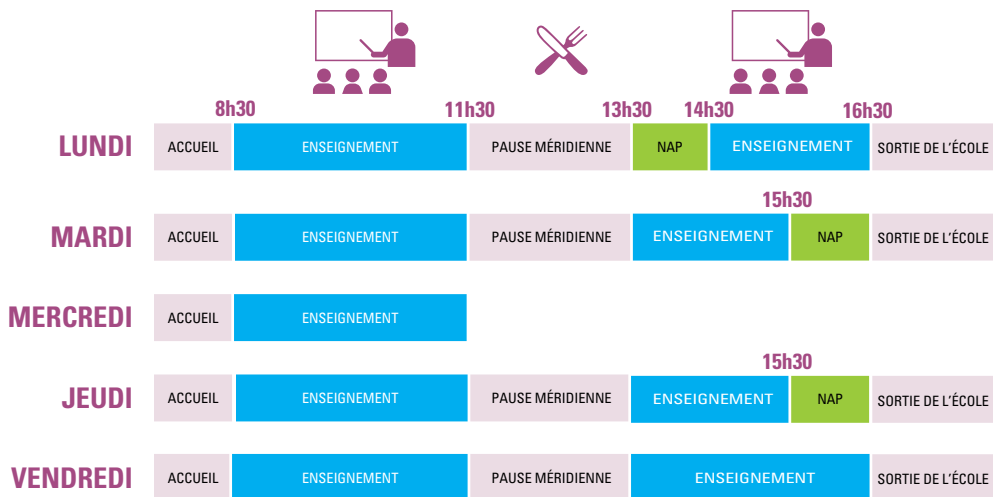 8h30 11h30 13h30 14h30 16h30
LUNDI ACCUEIL ENSEIGNEMENT PAUSE MÉRIDIENNE NAP ENSEIGNEMENT SORTIE DE L'ÉCOLE
15h30
MARDI ACCUEIL ENSEIGNEMENT PAUSE MÉRIDIENNE ENSEIGNEMENT NAP SORTIE DE L'ÉCOLE
MERCREDI ACCUEIL ENSEIGNEMENT
15h30
JEUDI ACCUEIL ENSEIGNEMENT PAUSE MÉRIDIENNE ENSEIGNEMENT NAP SORTIE DE L'ÉCOLE
VENDREDI ACCUEIL ENSEIGNEMENT PAUSE MÉRIDIENNE ENSEIGNEMENT SORTIE DE L'ÉCOLE